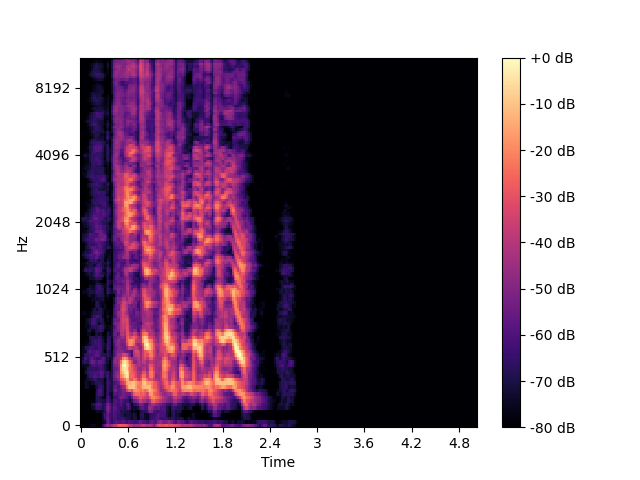 +0 dB
8192
-10 dB
4096
-20 dB
-30 dB
2048
Hz
-40 dB
1024
-50 dB
-60 dB
512
-70 dB
0
-80 dB
0 0.6 1.2 1.8 2.4 3 3.6 4.2 4.8
Time